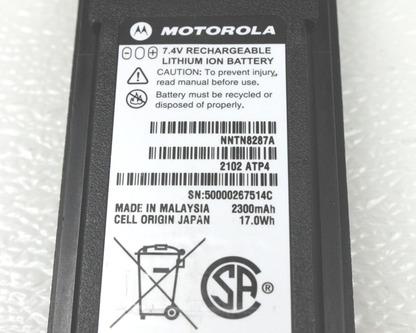 MOTOROLA
7.4V RECHARGEABLE
LITHIUM ION BATTERY
CAUTION: To prevent injury,
read manual before use.
Battery must be recycled or
disposed of properly.
NNTN8287A
2102 ATP4
SN:50000267514C
MADE IN MALAYSIA 2300mAh
CELL ORIGIN JAPAN 17.0Wh
SA ®